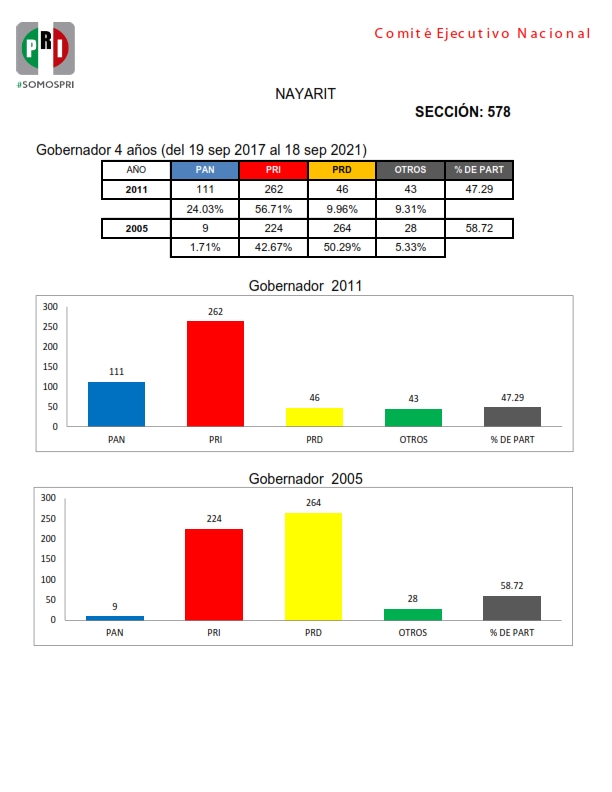 PRI
#SOMOSPRI
Comité Ejecutivo Nacional
NAYARIT
SECCIÓN: 578
Gobernador 4 años (del 19 sep 2017 al 18 sep 2021)
AÑO PAN PRI PRD OTROS % DE PART
2011 111 262 46 43 47.29
24.03% 56.71% 9.96% 9.31%
2005 9 224 264 28 58.72
1.71% 42.67% 50.29% 5.33%
Gobernador 2011
300
250
200
150
100
50
0
111
262
46
43
47.29
PAN PRI PRD OTROS % DE PART
Gobernador 2005
300
250
200
150
100
50
0
9
224
264
28
58.72
PAN PRI PRD OTROS % DE PART